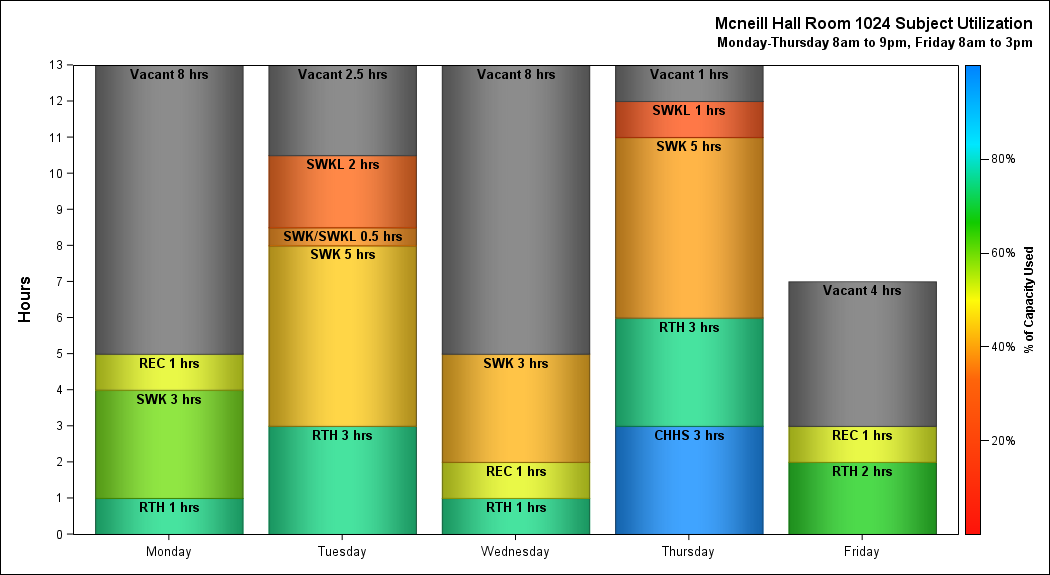 Mcneill Hall Room 1024 Subject Utilization
Monday-Thursday 8am to 9pm, Friday 8am to 3pm
Hours
13
12
11
10
9
8
7
6
5
4
3
2
1
0
Vacant 8 hrs
REC 1 hrs
SWK 3 hrs
RTH 1 hrs
Monday
Vacant 2.5 hrs
SWKL 2 hrs
SWK/SWKL 0.5 hrs
SWK 5 hrs
RTH 3 hrs
Tuesday
Vacant 8 hrs
SWK 3 hrs
REC 1 hrs
RTH 1 hrs
Wednesday
Vacant 1 hrs
SWKL 1 hrs
SWK 5 hrs
RTH 3 hrs
CHHS 3 hrs
Thursday
Vacant 4 hrs
REC 1 hrs
RTH 2 hrs
Friday
80%
60%
40%
20%
% of Capacity Used